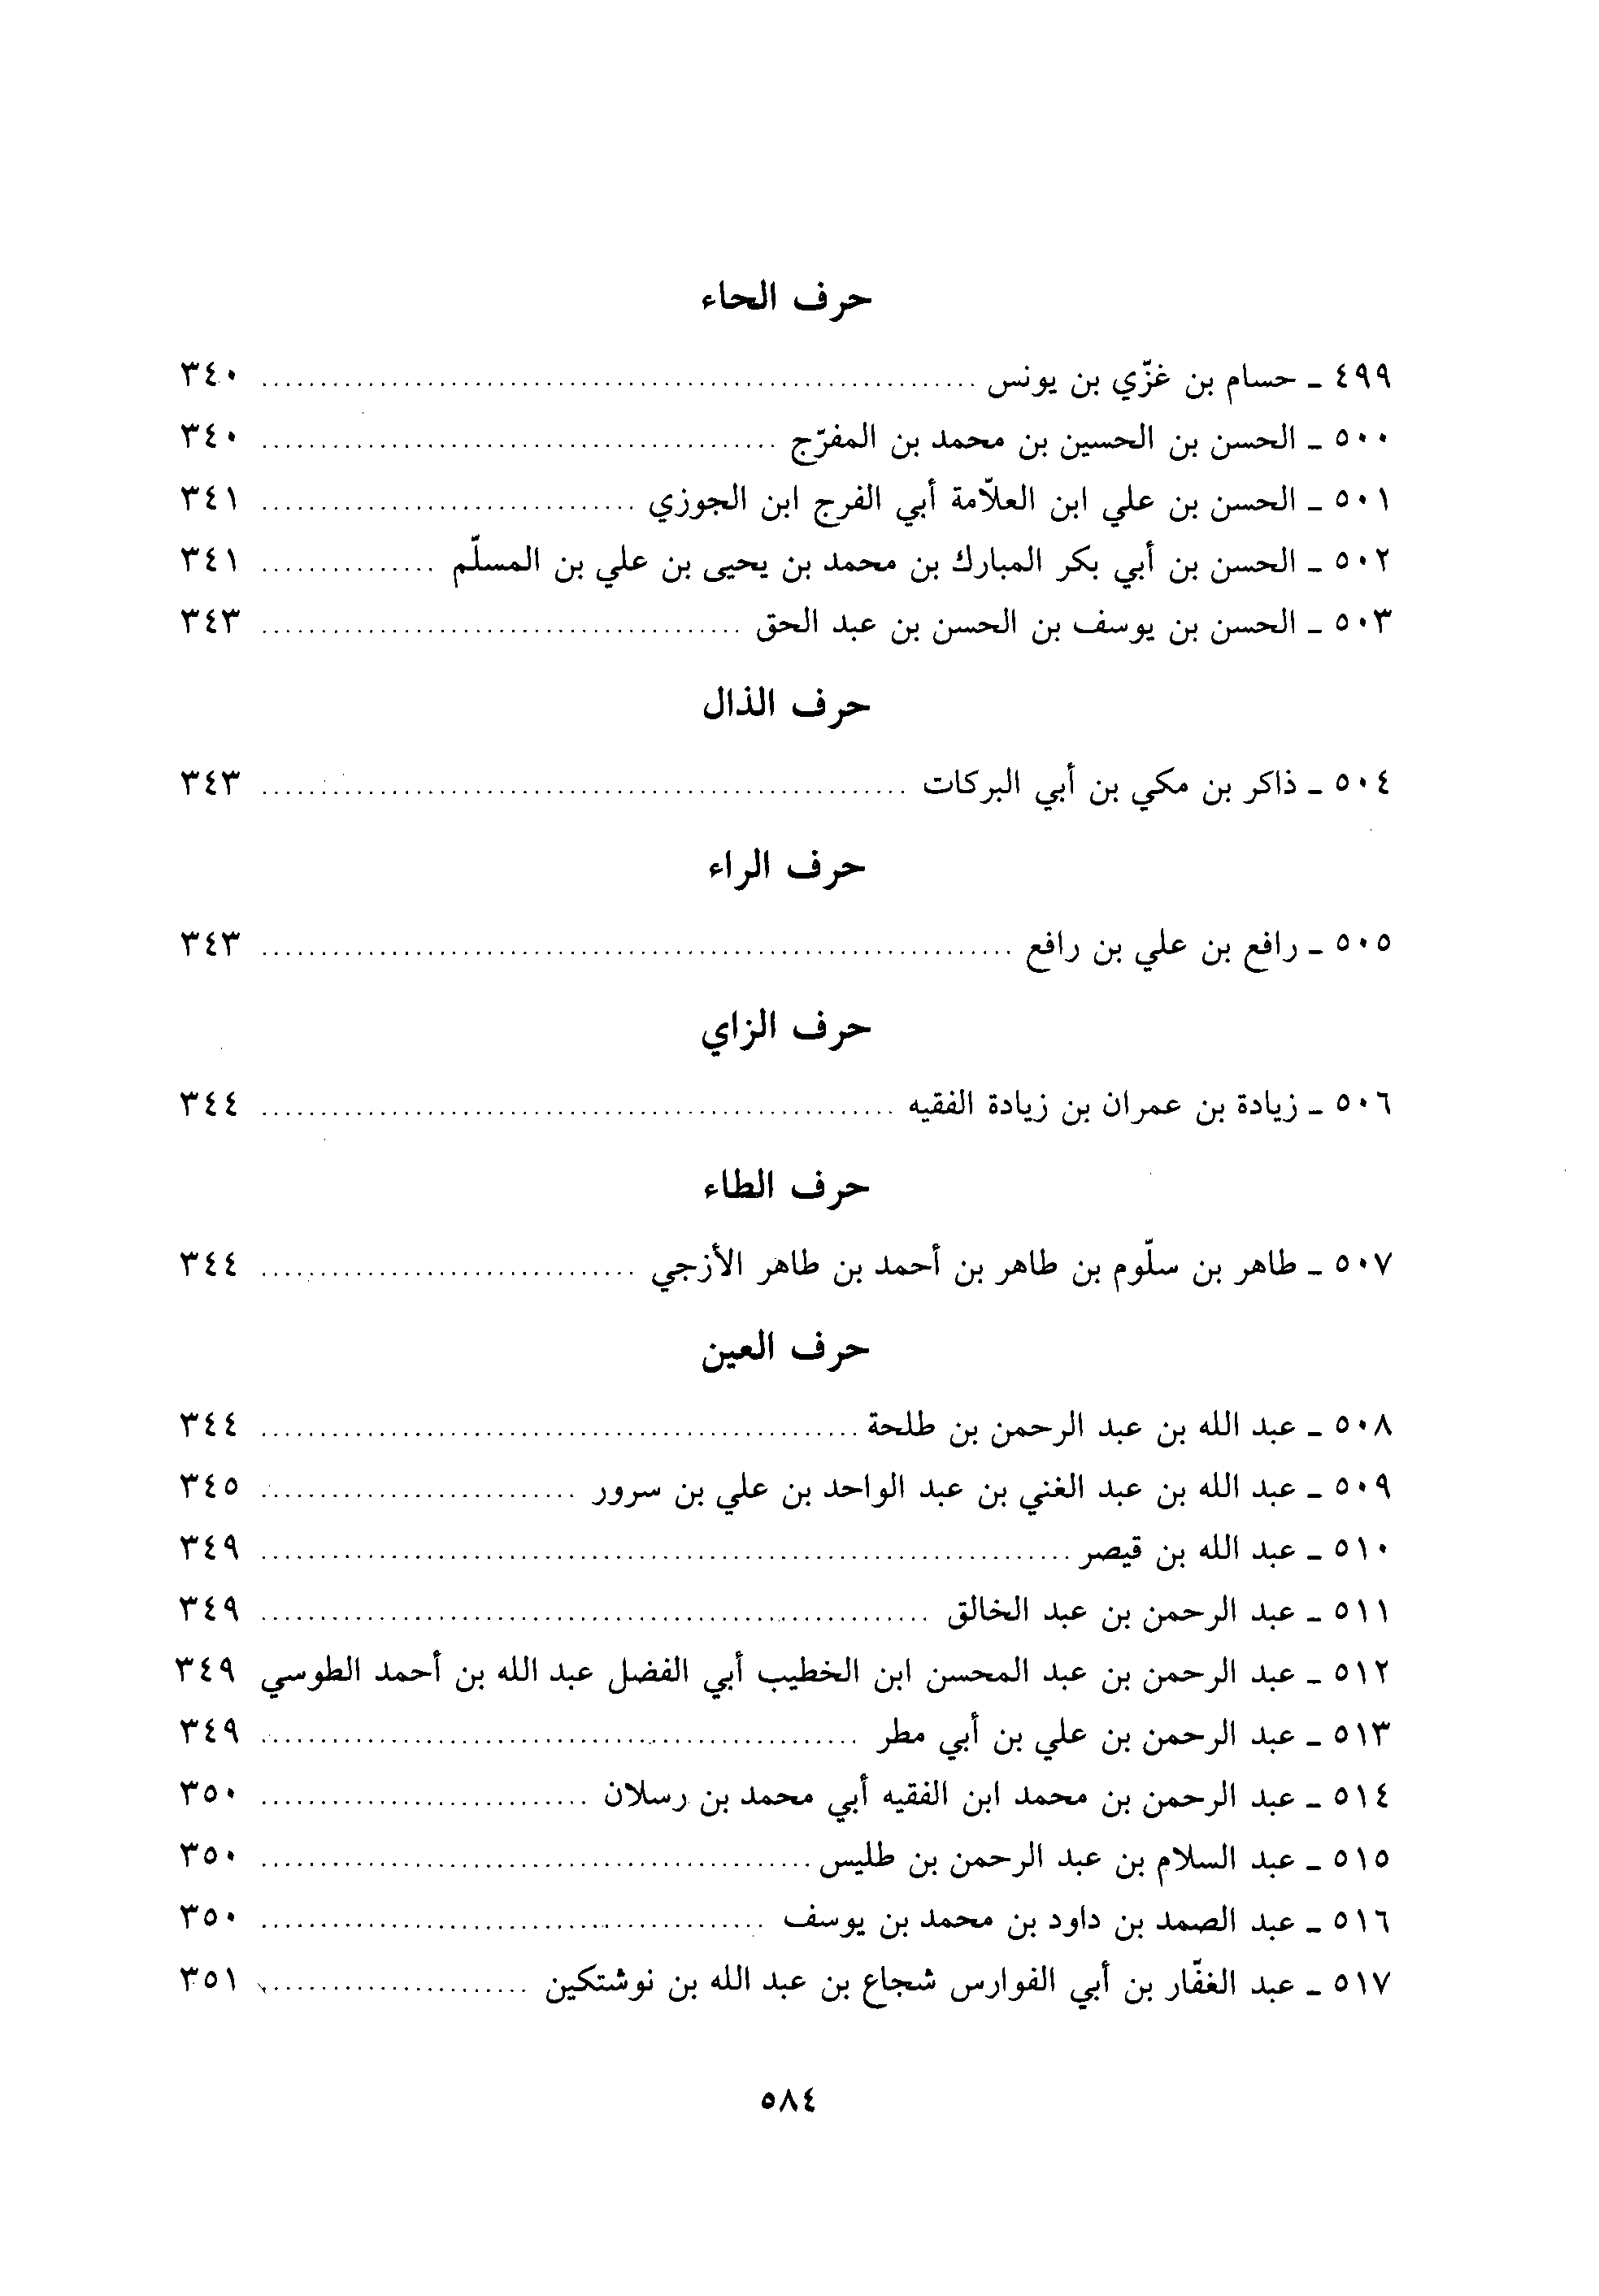 حرف الحاء
٤٩٩ ـ حسام بن غزّي بن يونس ........ ٣٤٠
٥٠٠ ـ الحسن بن الحسين بن محمد بن المفرّج ........ ٣٤٠
٥٠١ ـ الحسن بن علي ابن العلاّمة أبي الفرج ابن الجوزي ........ ٣٤١
٥٠٢ ـ الحسن بن أبي بكر المبارك بن محمد بن يحيى بن علي بن المسلّم ........ ٣٤١
٥٠٣ ـ الحسن بن يوسف بن الحسن بن عبد الحق ........ ٣٤٣
حرف الذال
٥٠٤ ـ ذاكر بن مكي بن أبي البركات ........ ٣٤٣
حرف الراء
٥٠٥ ـ رافع بن علي بن رافع ........ ٣٤٣
حرف الزاي
٥٠٦ ـ زيادة بن عمران بن زيادة الفقيه ........ ٣٤٤
حرف الطاء
٥٠٧ ـ طاهر بن سلّوم بن طاهر بن أحمد بن طاهر الأزجي ........ ٣٤٤
حرف العين
٥٠٨ ـ عبد الله بن عبد الرحمن بن طلحة ........ ٣٤٤
٥٠٩ ـ عبد الله بن عبد الغني بن عبد الواحد بن علي بن سرور ........ ٣٤٥
٥١٠ ـ عبد الله بن قيصر ........ ٣٤٩
٥١١ ـ عبد الرحمن بن عبد الخالق ........ ٣٤٩
٥١٢ ـ عبد الرحمن بن عبد المحسن ابن الخطيب أبي الفضل عبد الله بن أحمد الطوسي ٣٤٩
٥١٣ ـ عبد الرحمن بن علي بن أبي مطر ........ ٣٤٩
٥١٤ ـ عبد الرحمن بن محمد ابن الفقيه أبي محمد بن رسلان ........ ٣٥٠
٥١٥ ـ عبد السلام بن عبد الرحمن بن طليس ........ ٣٥٠
٥١٦ ـ عبد الصمد بن داود بن محمد بن يوسف ........ ٣٥٠
٥١٧ ـ عبد الغفّار بن أبي الفوارس شجاع بن عبد الله بن نوشتكين ........ ٣٥١
٥٨٤